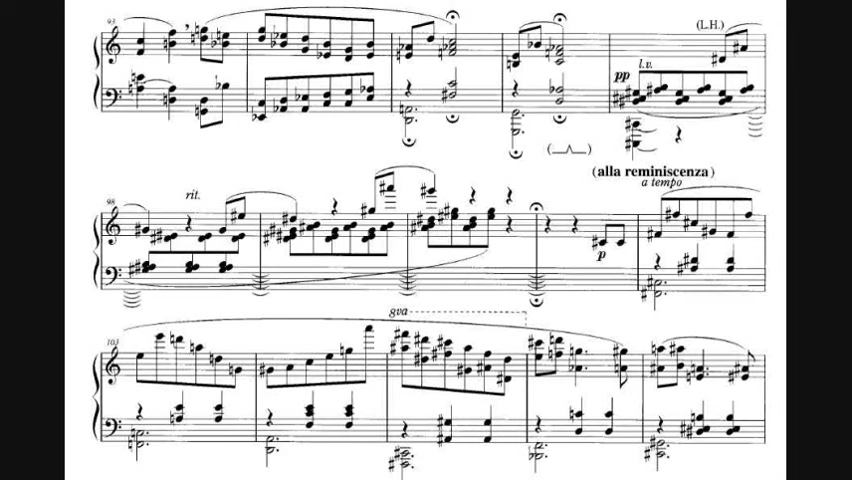 93
(L.H.)
l.v.
pp
(alla reminiscenza)
a tempo
98
rit.
p
8va
103